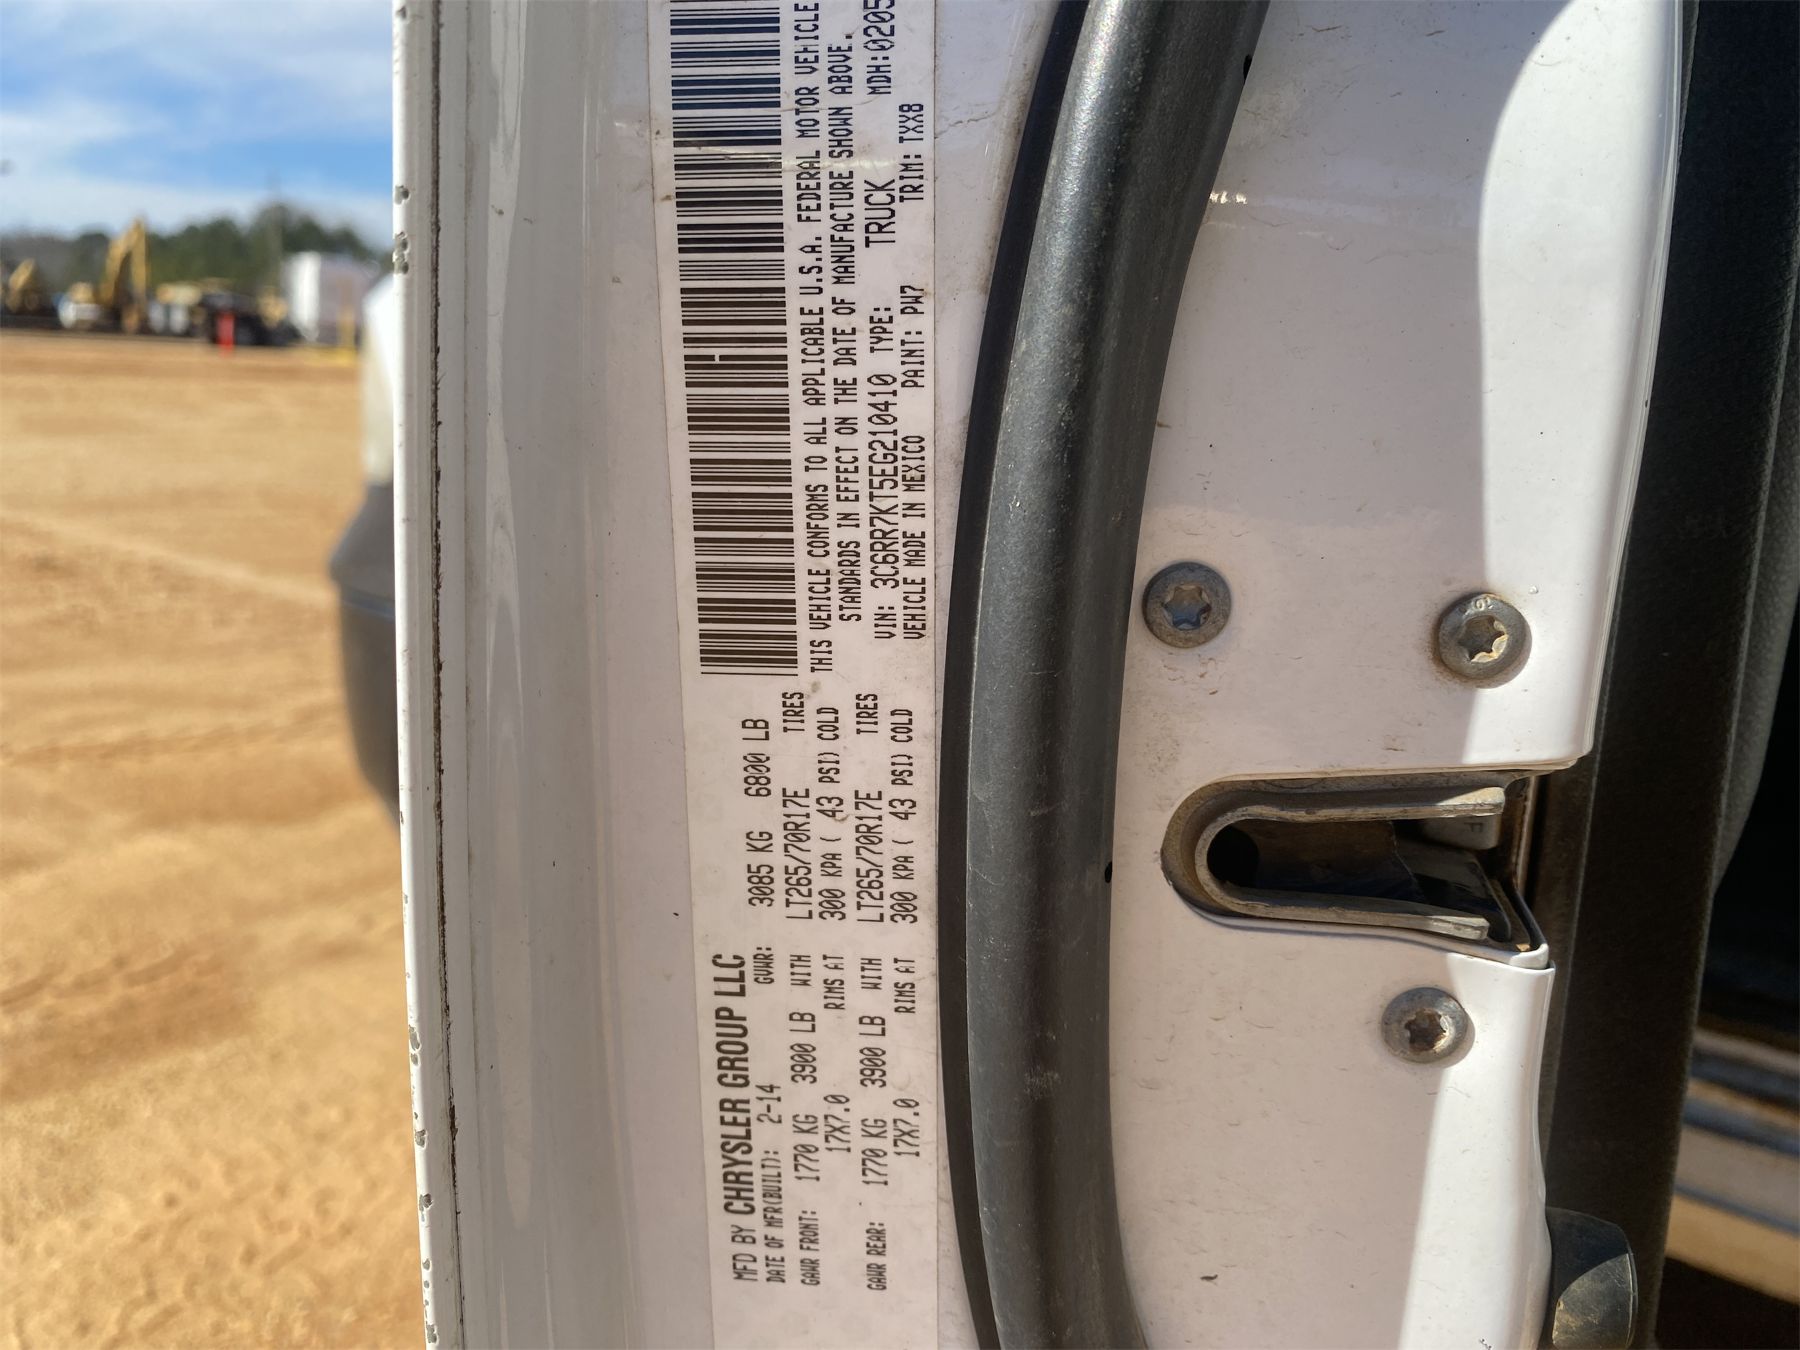 MFD BY CHRYSLER GROUP LLC
DATE OF MFR(BUILT): 2-14 GVWR: 3085 KG 6800 LB
GAWR FRONT: 1770 KG 3900 LB WITH LT265/70R17E TIRES
17X7.0 RIMS AT 300 KPA ( 43 PSI) COLD
GAWR REAR: 1770 KG 3900 LB WITH LT265/70R17E TIRES
17X7.0 RIMS AT 300 KPA ( 43 PSI) COLD
THIS VEHICLE CONFORMS TO ALL APPLICABLE U.S.A. FEDERAL MOTOR VEHICLE
STANDARDS IN EFFECT ON THE DATE OF MANUFACTURE SHOWN ABOVE.
VIN: 3C6RR7KT5EG210410 TYPE: TRUCK MDH:0205
VEHICLE MADE IN MEXICO PAINT: PW7 TRIM: TXX8